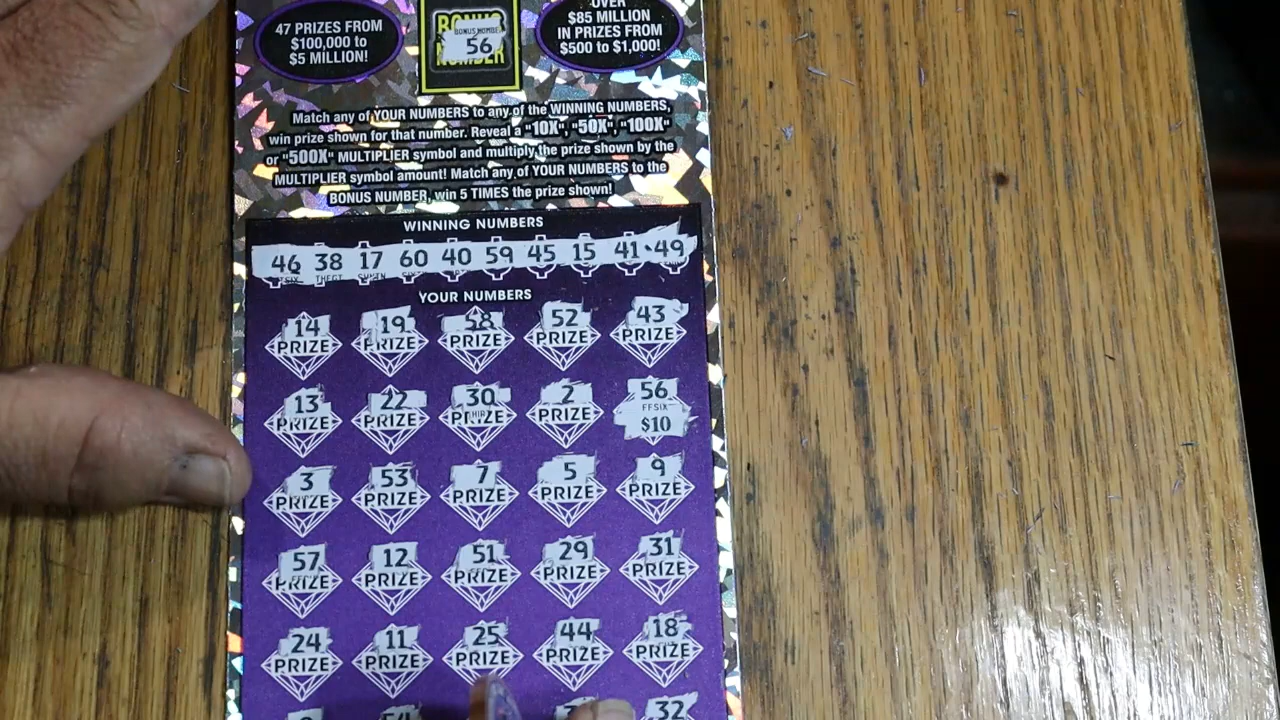 47 PRIZES FROM
$100,000 to
$5 MILLION!
BONUS NUMBER
56
OVER
$85 MILLION
IN PRIZES FROM
$500 to $1,000!
Match any of YOUR NUMBERS to any of the WINNING NUMBERS,
win prize shown for that number. Reveal a "10X", "50X", "100X"
or "500X" MULTIPLIER symbol and multiply the prize shown by the
MULTIPLIER symbol amount! Match any of YOUR NUMBERS to the
BONUS NUMBER, win 5 TIMES the prize shown!
WINNING NUMBERS
46 38 17 60 40 59 45 15 41 49
YOUR NUMBERS
14 19 58 52 43
PRIZE PRIZE PRIZE PRIZE PRIZE
13 22 30 2 56
PRIZE PRIZE PRIZE PRIZE FFSIX
$10
3 53 7 5 9
PRIZE PRIZE PRIZE PRIZE PRIZE
57 12 51 29 31
PRIZE PRIZE PRIZE PRIZE PRIZE
24 11 25 44 18
PRIZE PRIZE PRIZE PRIZE PRIZE
32